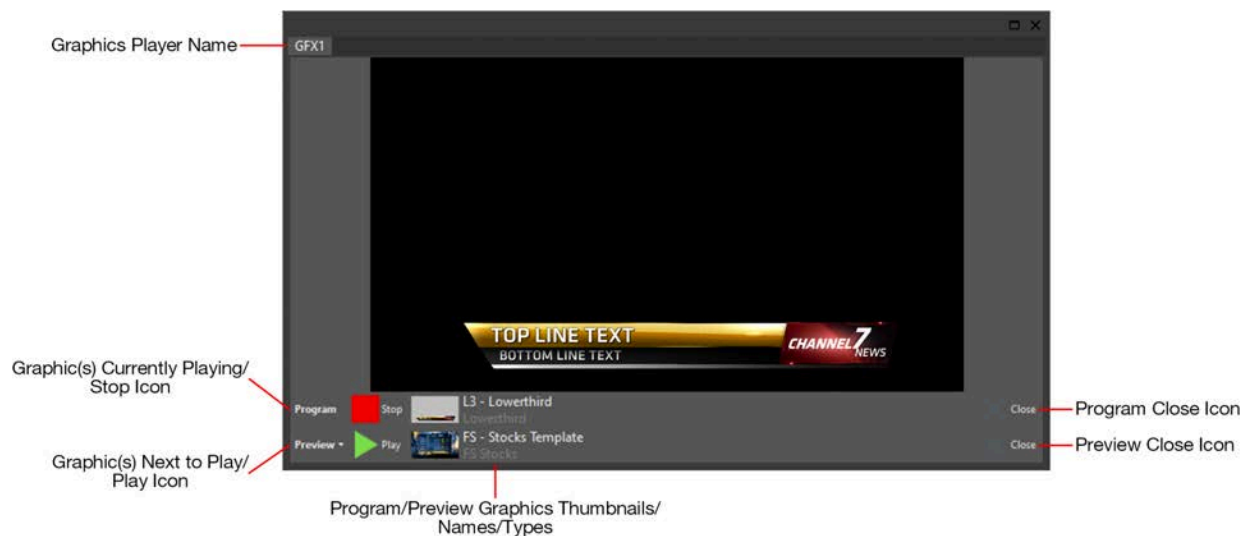 Graphics Player Name
GFX1
TOP LINE TEXT
BOTTOM LINE TEXT
CHANNEL 7 NEWS
Graphic(s) Currently Playing/
Stop Icon
Program
Stop
L3 - Lowerthird
Lowerthird
Close
Program Close Icon
Preview
Play
FS - Stocks Template
FS Stocks
Close
Preview Close Icon
Graphic(s) Next to Play/
Play Icon
Program/Preview Graphics Thumbnails/
Names/Types